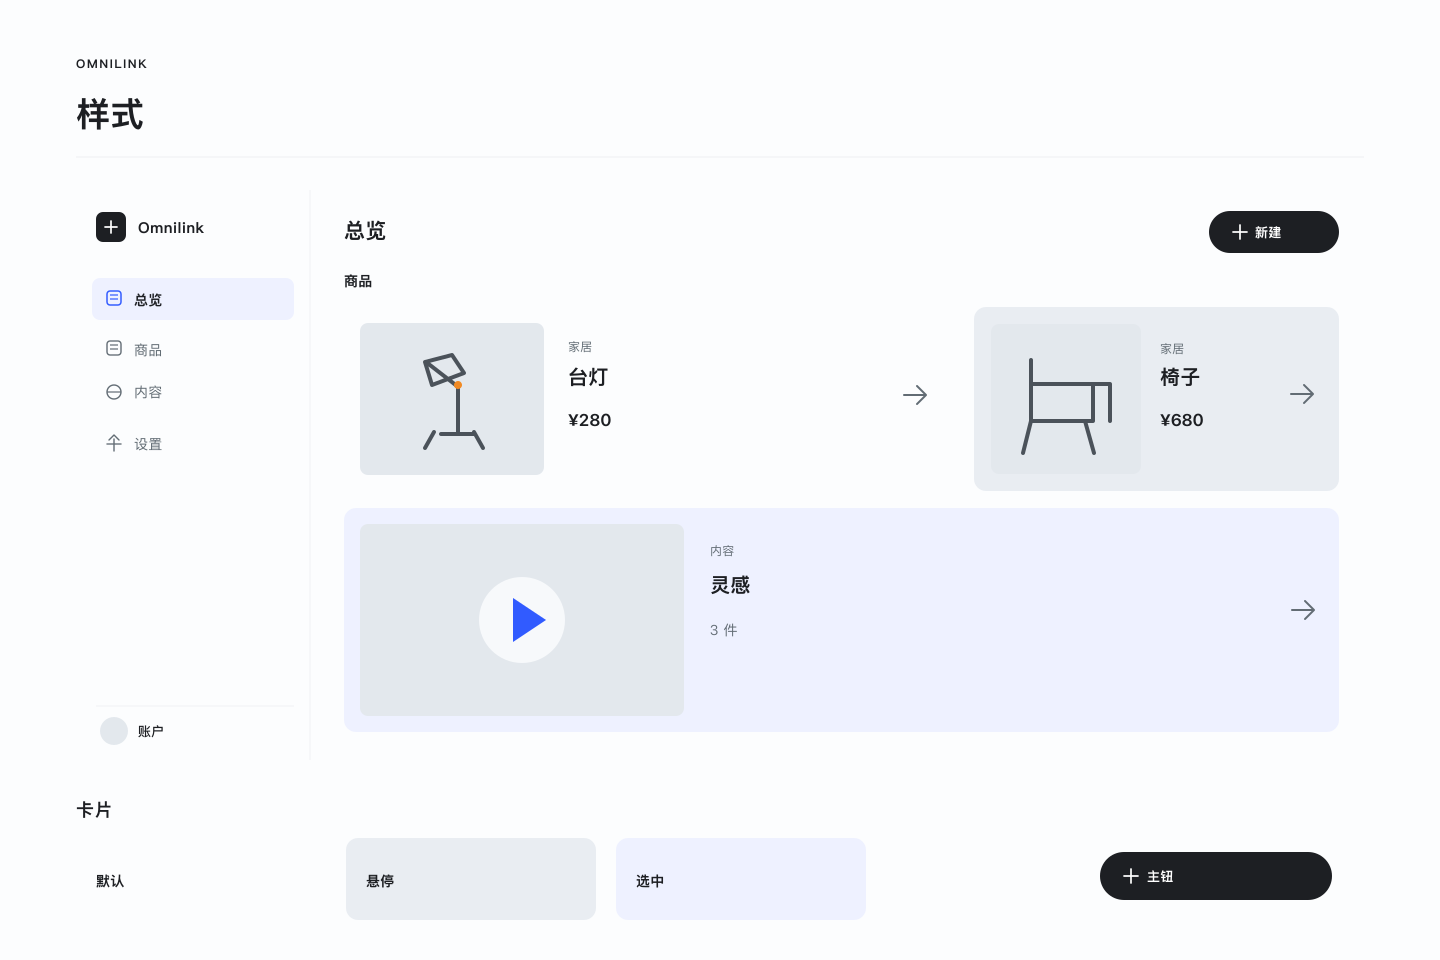 OMNILINK
样式
Omnilink
总览
商品
内容
设置
账户
总览
新建
商品
家居
台灯
¥280
家居
椅子
¥680
内容
灵感
3 件
卡片
默认
悬停
选中
主钮